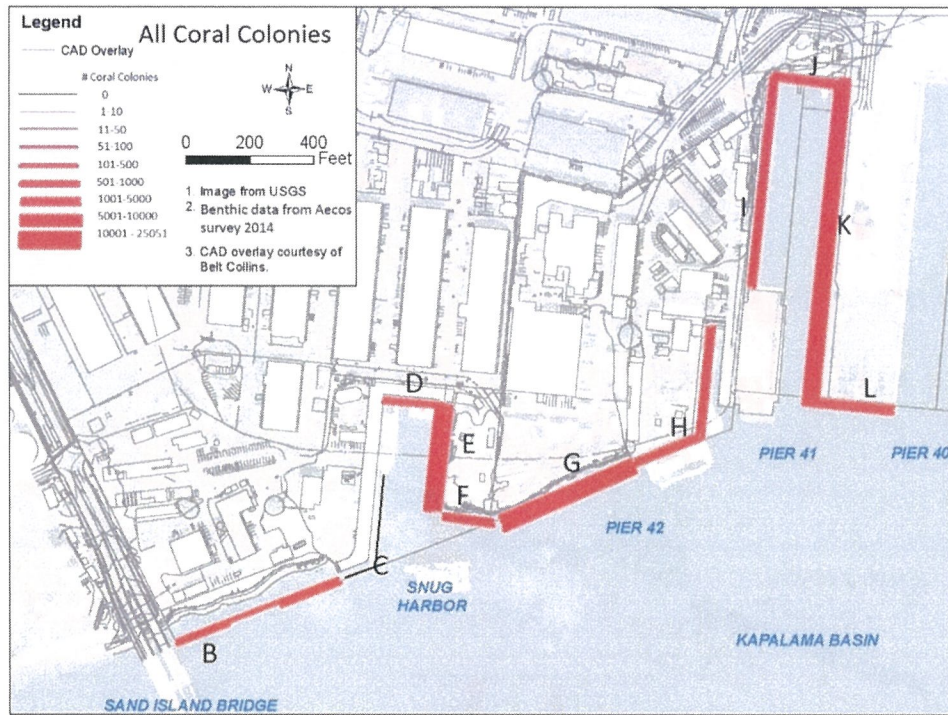 Legend
All Coral Colonies
CAD Overlay
# Coral Colonies
0
1-10
11-50
51-100
101-500
501-1000
1001-5000
5001-10000
10001 - 25051
N
W E
S
0 200 400
Feet
1 Image from USGS
2. Benthic data from Aecos
survey 2014
3. CAD overlay courtesy of
Belt Collins.
J
I
K
D
L
E
H
G
F
PIER 41
PIER 40
PIER 42
C
SNUG
HARBOR
B
KAPALAMA BASIN
SAND ISLAND BRIDGE